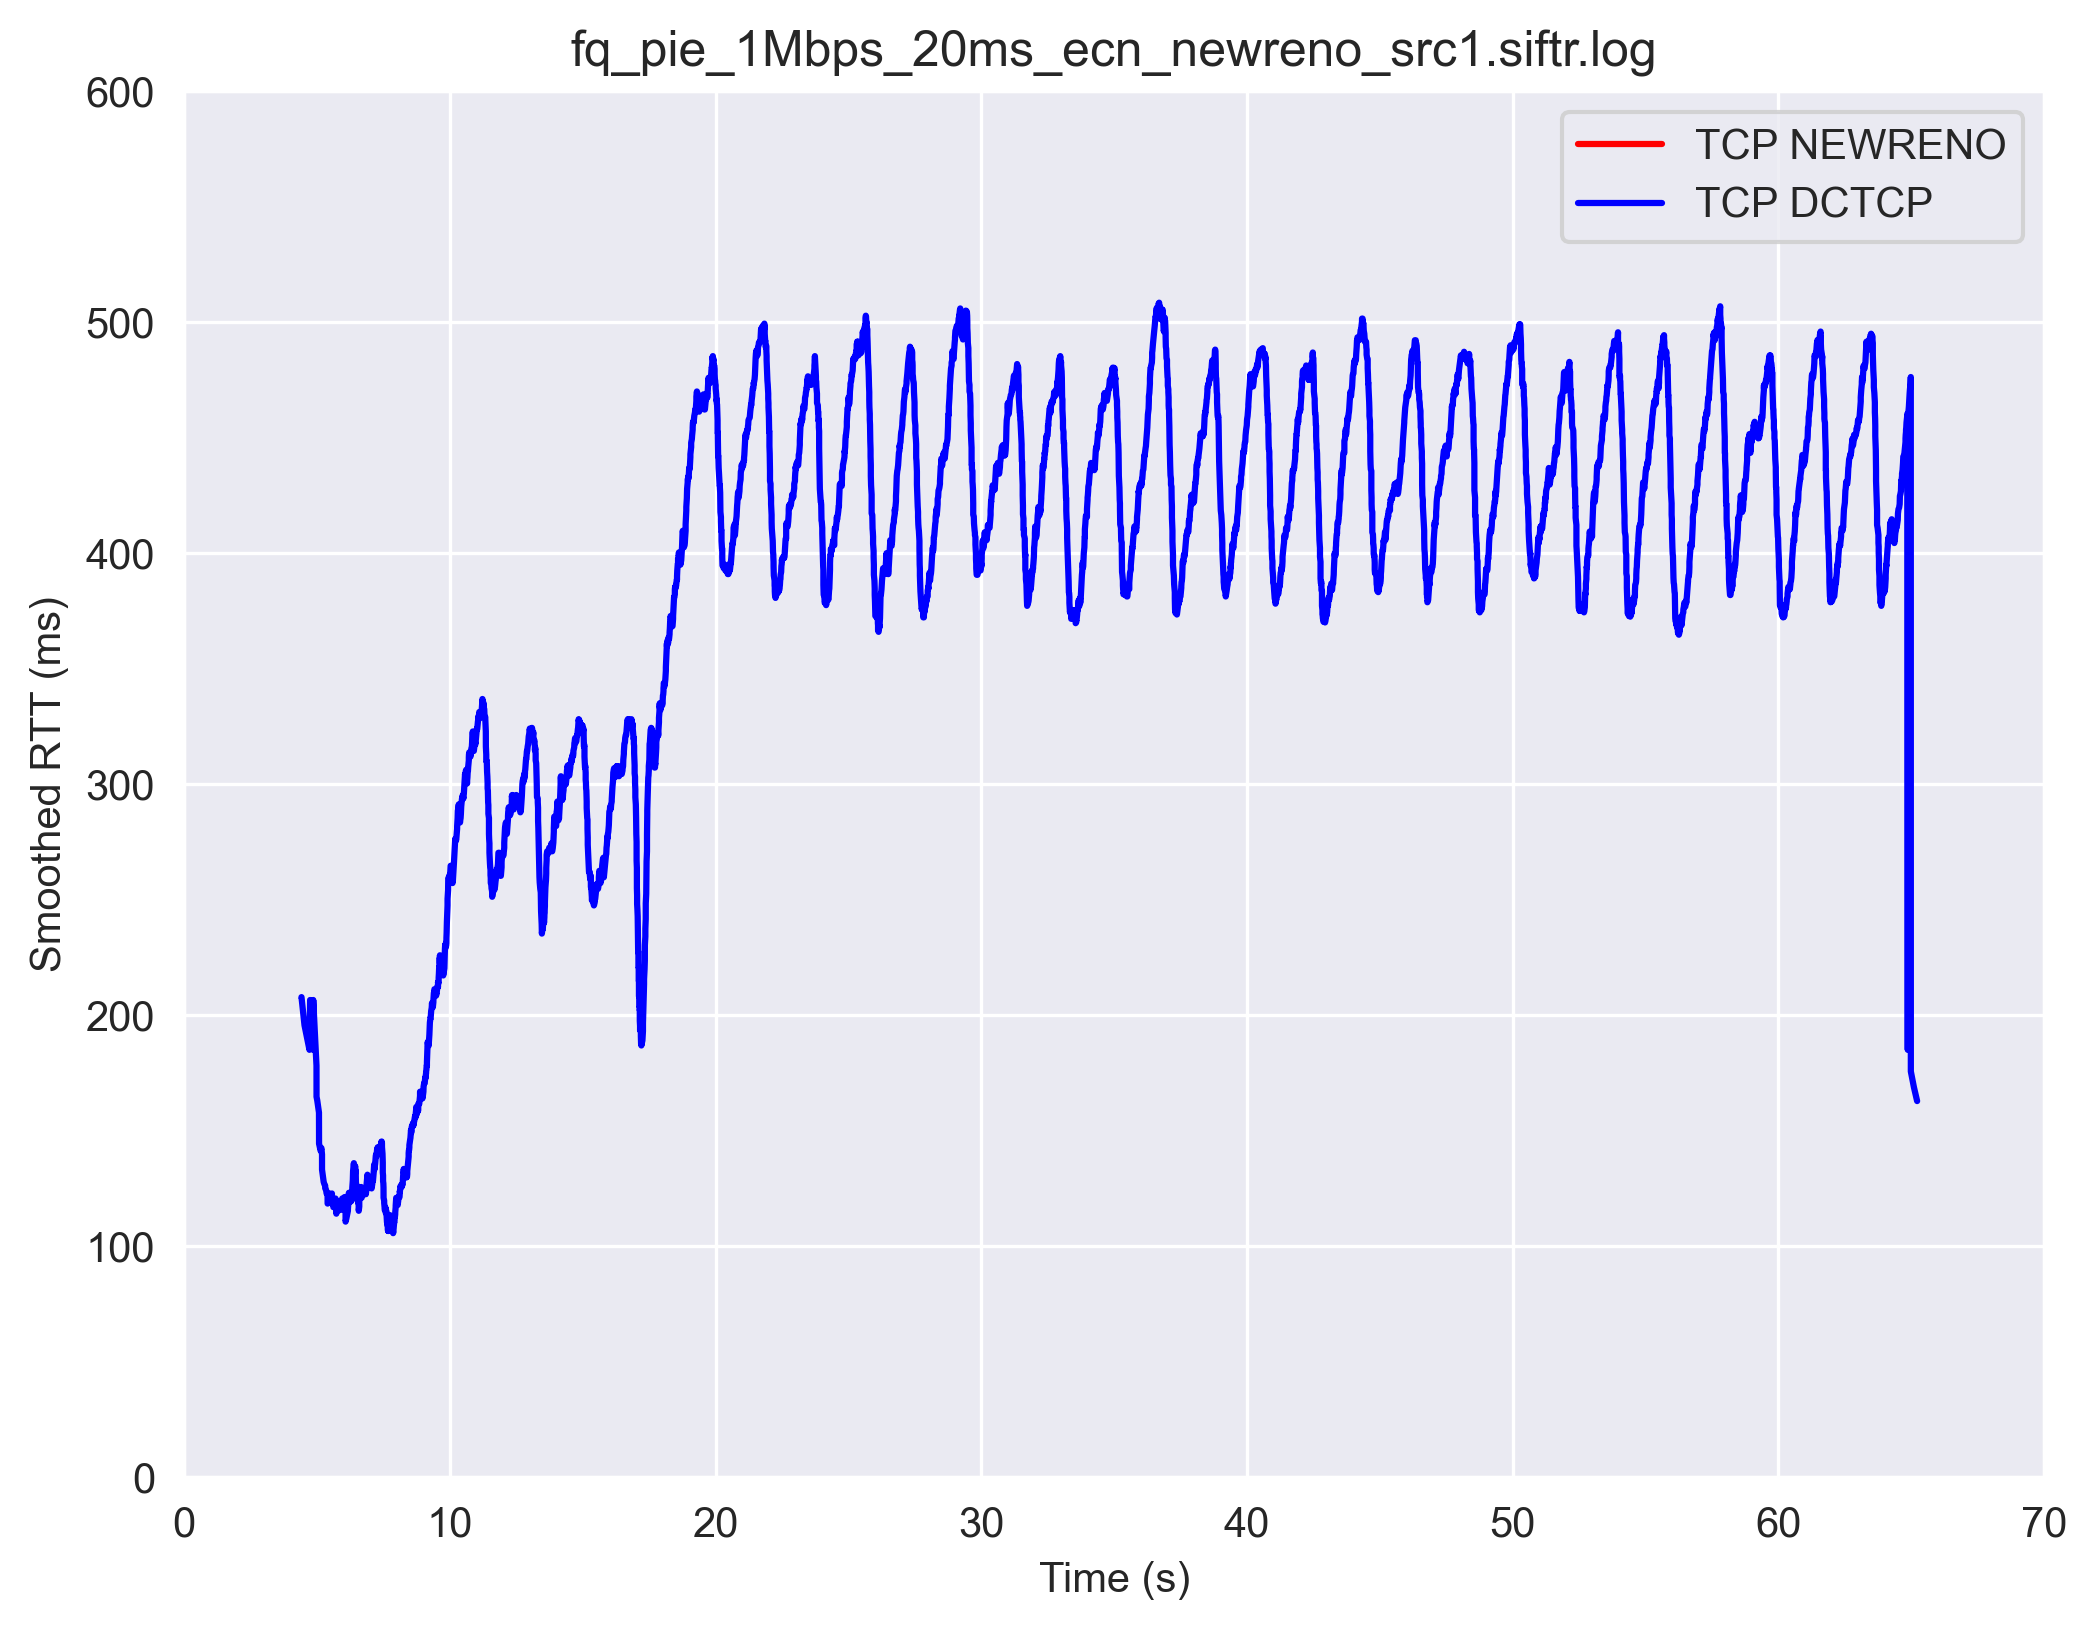 fq_pie_1Mbps_20ms_ecn_newreno_src1.siftr.log
TCP NEWRENO
TCP DCTCP
Smoothed RTT (ms)
600
500
400
300
200
100
0
0 10 20 30 40 50 60 70
Time (s)